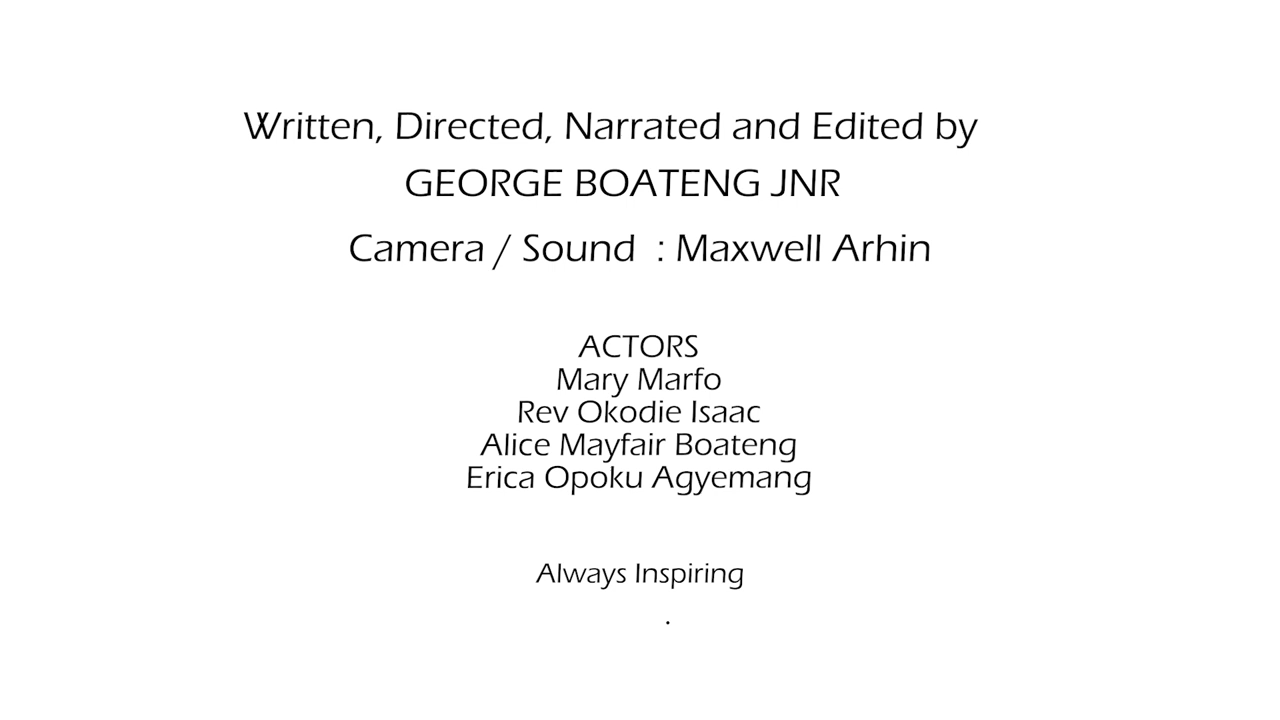 Written, Directed, Narrated and Edited by
GEORGE BOATENG JNR
Camera / Sound : Maxwell Arhin
ACTORS
Mary Marfo
Rev Okodie Isaac
Alice Mayfair Boateng
Erica Opoku Agyemang
Always Inspiring
.